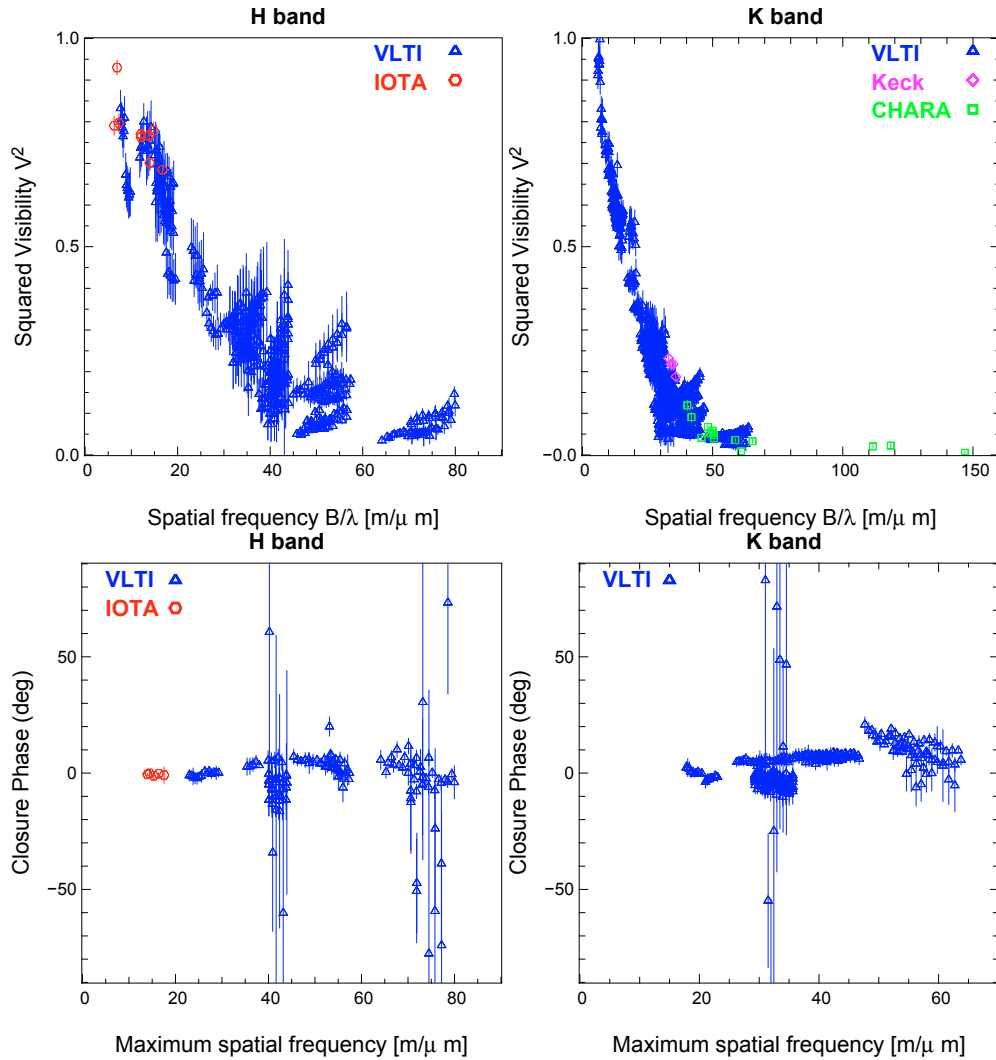 H band
VLTI
IOTA
1.0
0.5
0.0
0 20 40 60 80
Squared Visibility V²
Spatial frequency B/λ [m/μ m]
K band
VLTI
Keck
CHARA
1.0
0.5
−0.0
0 50 100 150
Squared Visibility V²
Spatial frequency B/λ [m/μ m]
H band
VLTI
IOTA
50
0
−50
0 20 40 60 80
Closure Phase (deg)
Maximum spatial frequency [m/μ m]
K band
VLTI
50
0
−50
0 20 40 60
Closure Phase (deg)
Maximum spatial frequency [m/μ m]